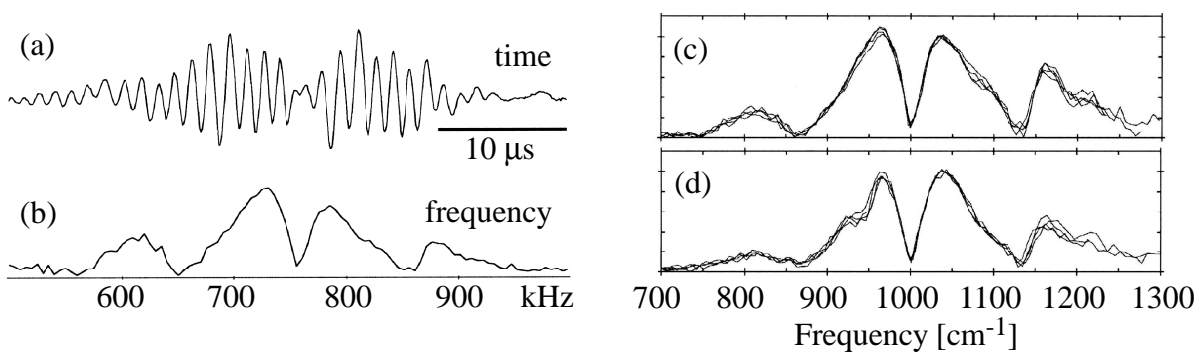 (a)
time
10 µs
(b)
frequency
600 700 800 900 kHz
(c)
(d)
700 800 900 1000 1100 1200 1300
Frequency [cm⁻¹]